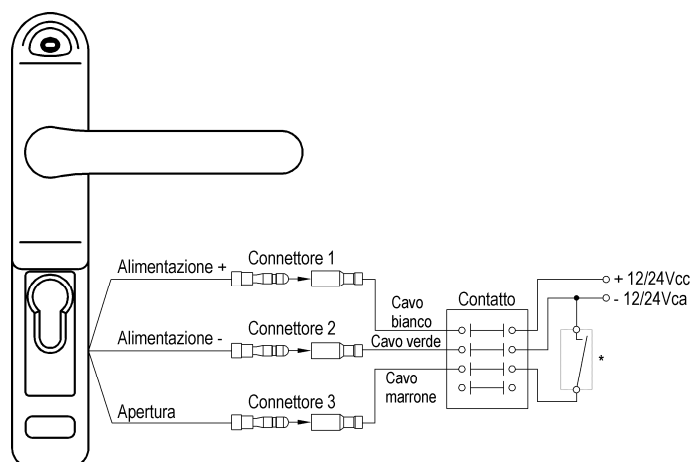 Alimentazione +
Connettore 1
Cavo
bianco
Contatto
+ 12/24Vcc
- 12/24Vca
Alimentazione -
Connettore 2
Cavo verde
*
Apertura
Connettore 3
Cavo
marrone